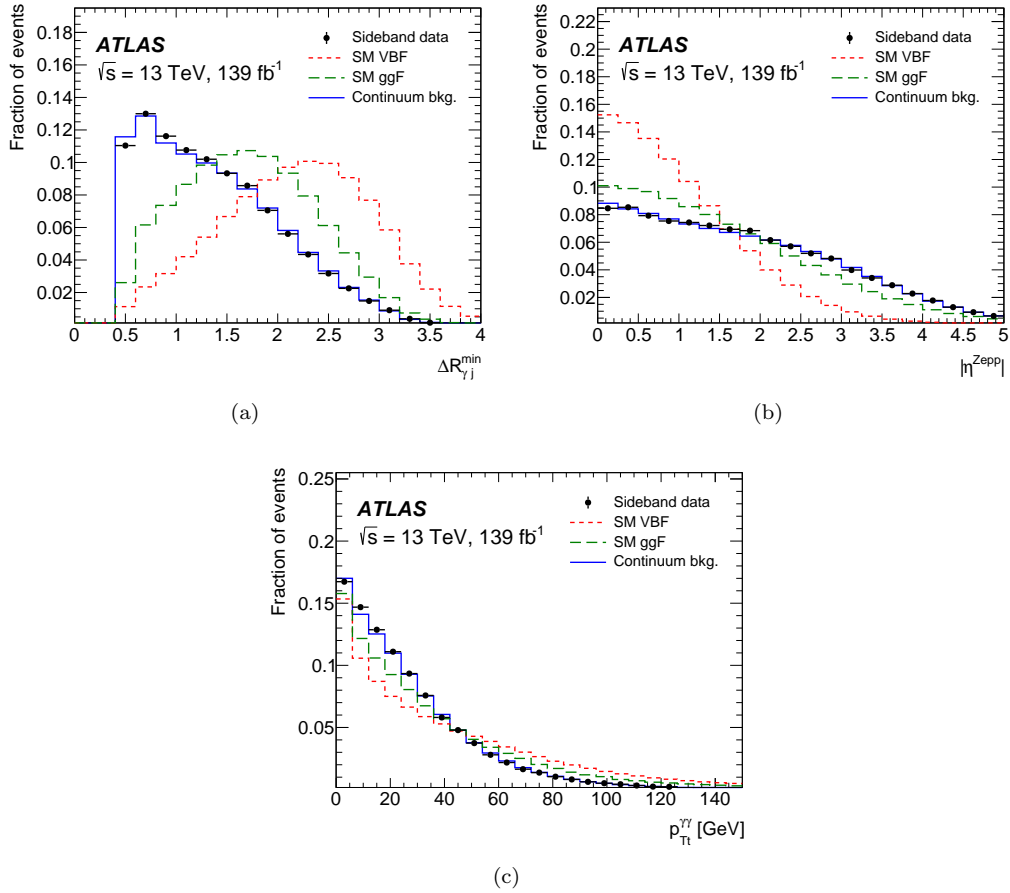 Fraction of events
0.18
0.16
0.14
0.12
0.1
0.08
0.06
0.04
0.02
ATLAS
√s = 13 TeV, 139 fb⁻¹
Sideband data
SM VBF
SM ggF
Continuum bkg.
0 0.5 1 1.5 2 2.5 3 3.5 4
ΔR_{γ j}^{min}
(a)
Fraction of events
0.22
0.2
0.18
0.16
0.14
0.12
0.1
0.08
0.06
0.04
0.02
ATLAS
√s = 13 TeV, 139 fb⁻¹
Sideband data
SM VBF
SM ggF
Continuum bkg.
0 0.5 1 1.5 2 2.5 3 3.5 4 4.5 5
|η^{Zepp}|
(b)
Fraction of events
0.25
0.2
0.15
0.1
0.05
ATLAS
√s = 13 TeV, 139 fb⁻¹
Sideband data
SM VBF
SM ggF
Continuum bkg.
0 20 40 60 80 100 120 140
p_{Tt}^{γγ} [GeV]
(c)